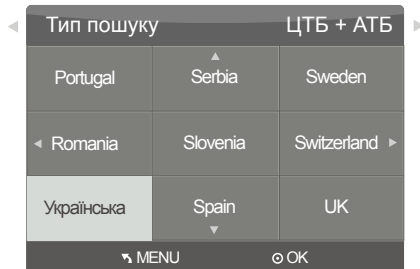 Тип пошуку ЦТБ + АТБ
Portugal Serbia Sweden
Romania Slovenia Switzerland
Українська Spain UK
MENU OK